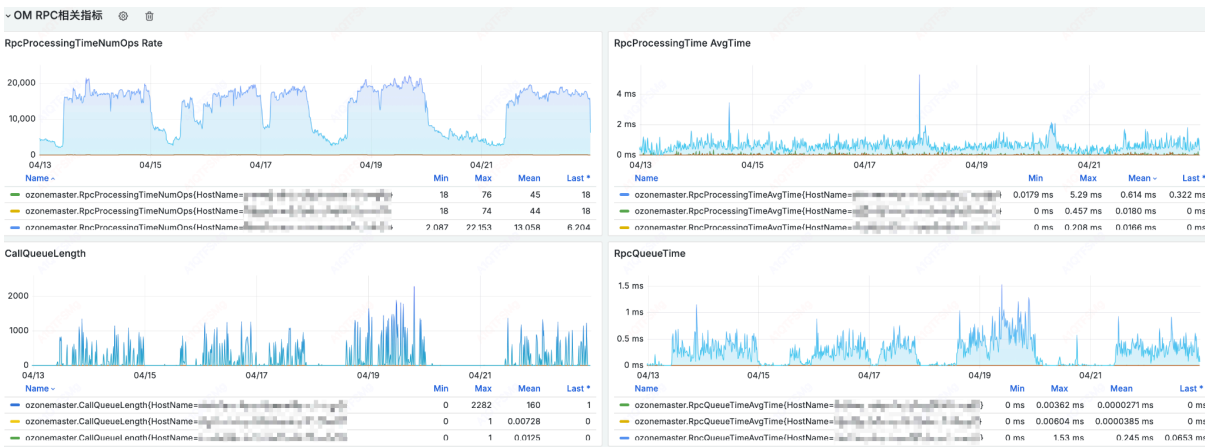 OM RPC相关指标
RpcProcessingTimeNumOps Rate
20,000
10,000
0
04/13 04/15 04/17 04/19 04/21
Name Min Max Mean Last *
ozonemaster.RpcProcessingTimeNumOps{HostName= } 18 76 45 18
ozonemaster.RpcProcessingTimeNumOps{HostName= 18 74 44 18
ozonemaster.RpcProcessingTimeNumOps{HostName= } 2,087 22,153 13,058 6,204
RpcProcessingTime AvgTime
4 ms
2 ms
0 ms
04/13 04/15 04/17 04/19 04/21
Name Min Max Mean Last *
ozonemaster.RpcProcessingTimeAvgTime{HostName= } 0.0179 ms 5.29 ms 0.614 ms 0.322 ms
ozonemaster.RpcProcessingTimeAvgTime{HostName= 0 ms 0.457 ms 0.0180 ms 0 ms
ozonemaster.RpcProcessingTimeAvgTime{HostName= 0 ms 0.208 ms 0.0166 ms 0 ms
CallQueueLength
2000
1000
0
04/13 04/15 04/17 04/19 04/21
Name Min Max Mean Last *
ozonemaster.CallQueueLength{HostName= 0 2282 160 1
ozonemaster.CallQueueLength{HostName= 0 1 0.00728 0
ozonemaster.CallQueueLength{HostName= 0 1 0.0125 0
RpcQueueTime
1.5 ms
1 ms
0.5 ms
0 ms
04/13 04/15 04/17 04/19 04/21
Name Min Max Mean Last *
ozonemaster.RpcQueueTimeAvgTime{HostName= } 0 ms 0.00362 ms 0.0000271 ms 0 ms
ozonemaster.RpcQueueTimeAvgTime{HostName= 0 ms 0.00604 ms 0.0000385 ms 0 ms
ozonemaster.RpcQueueTimeAvgTime{HostName= } 0 ms 1.53 ms 0.245 ms 0.0653 ms